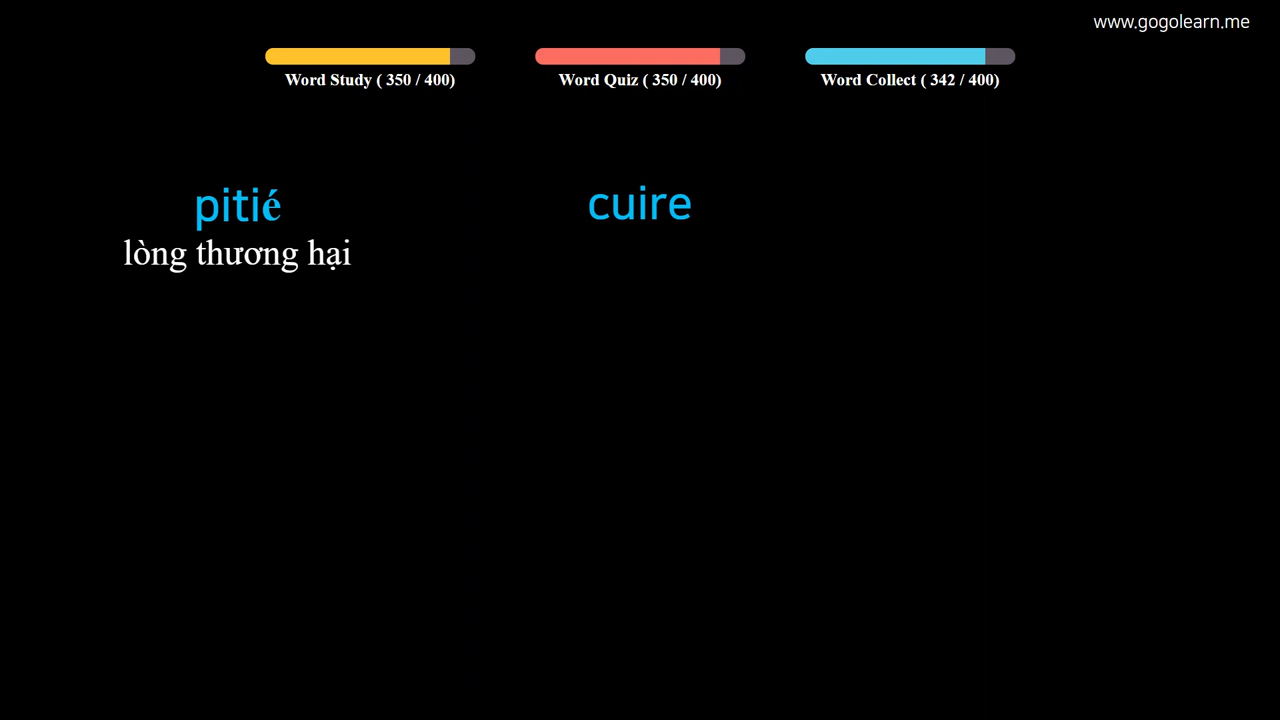 www.gogolearn.me
Word Study ( 350 / 400)
Word Quiz ( 350 / 400)
Word Collect ( 342 / 400)
pitié
lòng thương hại
cuire